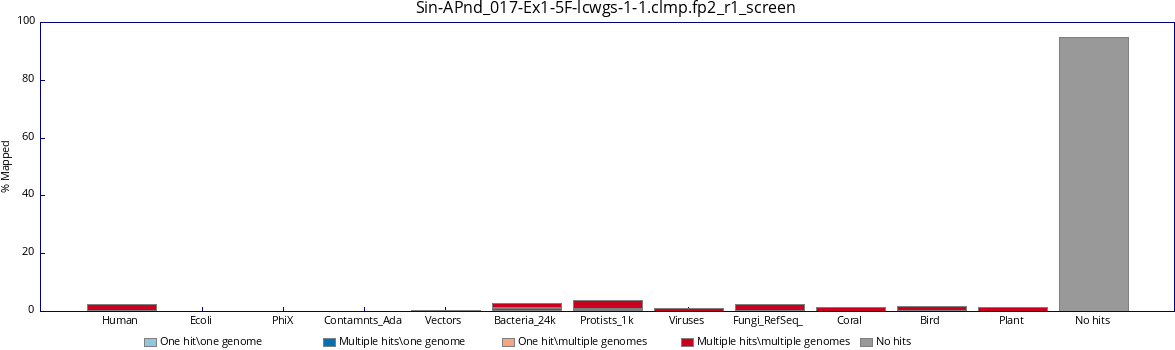 Sin-APnd_017-Ex1-5F-lcwgs-1-1.clmp.fp2_r1_screen
100
80
60
40
20
0
% Mapped
Human Ecoli PhiX Contamnts_Ada Vectors Bacteria_24k Protists_1k Viruses Fungi_RefSeq_ Coral Bird Plant No hits
One hit\one genome Multiple hits\one genome One hit\multiple genomes Multiple hits\multiple genomes No hits